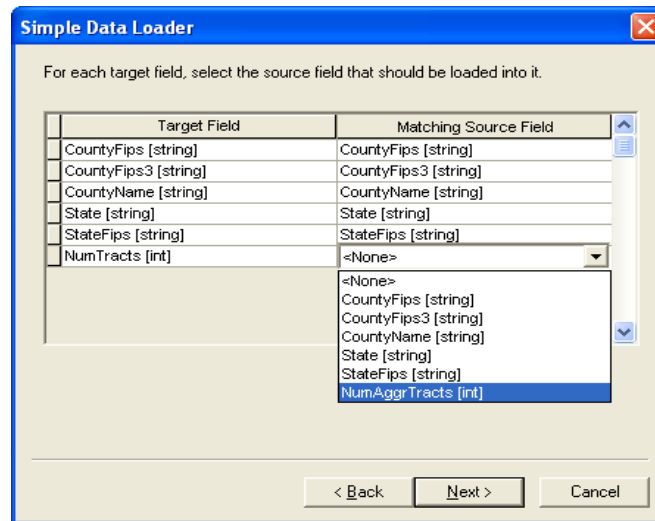 Simple Data Loader
For each target field, select the source field that should be loaded into it.
Target Field Matching Source Field
CountyFips [string] CountyFips [string]
CountyFips3 [string] CountyFips3 [string]
CountyName [string] CountyName [string]
State [string] State [string]
StateFips [string] StateFips [string]
NumTracts [int] <None>
<None>
CountyFips [string]
CountyFips3 [string]
CountyName [string]
State [string]
StateFips [string]
NumAggrTracts [int]
< Back Next > Cancel